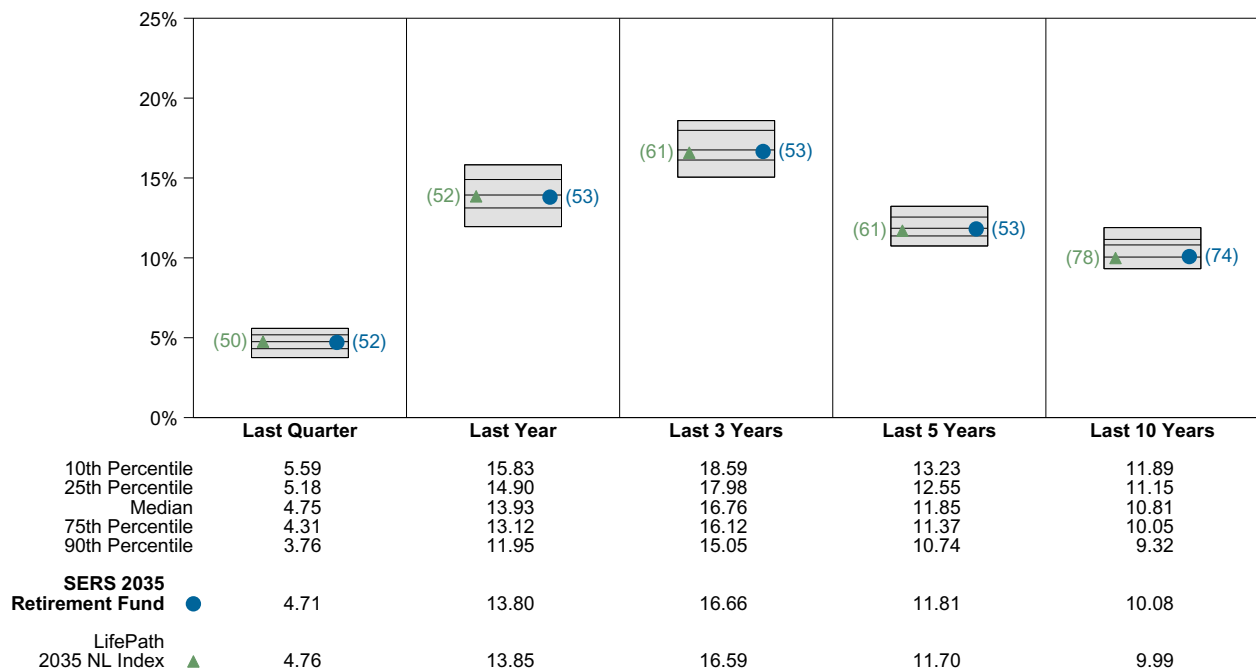 25%
20%
15%
10%
5%
0%
(50) (52)
(52) (53)
(61) (53)
(61) (53)
(78) (74)
Last Quarter Last Year Last 3 Years Last 5 Years Last 10 Years
10th Percentile 5.59 15.83 18.59 13.23 11.89
25th Percentile 5.18 14.90 17.98 12.55 11.15
Median 4.75 13.93 16.76 11.85 10.81
75th Percentile 4.31 13.12 16.12 11.37 10.05
90th Percentile 3.76 11.95 15.05 10.74 9.32
SERS 2035
Retirement Fund 4.71 13.80 16.66 11.81 10.08
LifePath
2035 NL Index 4.76 13.85 16.59 11.70 9.99